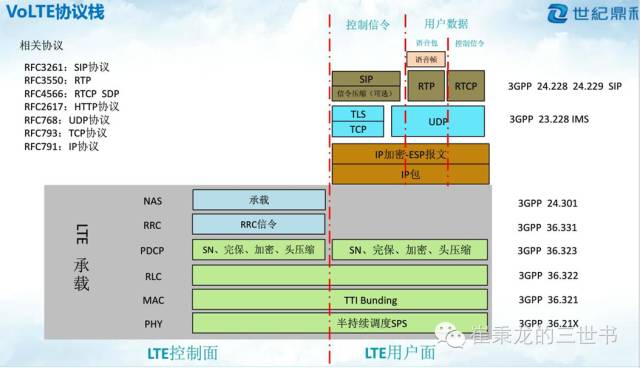 VoLTE协议栈
世紀鼎利
控制信令
用户数据
相关协议
语音包
控制信令
RFC3261: SIP协议
RFC3550: RTP
RFC4566: RTCP SDP
RFC2617: HTTP协议
RFC768: UDP协议
RFC793: TCP协议
RFC791: IP协议
语音帧
SIP
信令压缩(可选)
RTP
RTCP
3GPP 24.228 24.229 SIP
TLS
TCP
UDP
3GPP 23.228 IMS
IP加密-ESP报文
IP包
LTE 承载
NAS
承载
3GPP 24.301
RRC
RRC信令
3GPP 36.331
PDCP
SN、完保、加密、头压缩
SN、完保、加密、头压缩
3GPP 36.323
RLC
3GPP 36.322
MAC
TTI Bunding
3GPP 36.321
PHY
半持续调度SPS
3GPP 36.21X
LTE控制面
LTE用户面
崔秉龙的三世书